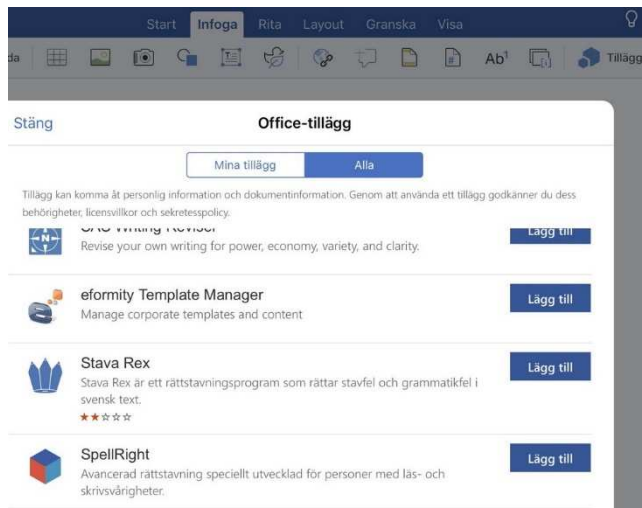 Start Infoga Rita Layout Granska Visa
da Ab¹ Tillägg
Stäng Office-tillägg
Mina tillägg Alla
Tillägg kan komma åt personlig information och dokumentinformation. Genom att använda ett tillägg godkänner du dess
behörigheter, licensvillkor och sekretesspolicy.
Writing Reviser Lägg till
Revise your own writing for power, economy, variety, and clarity.
eformity Template Manager Lägg till
Manage corporate templates and content
Stava Rex Lägg till
Stava Rex är ett rättstavningsprogram som rättar stavfel och grammatikfel i
svensk text.
SpellRight Lägg till
Avancerad rättstavning speciellt utvecklad för personer med läs- och
skrivsvårigheter.